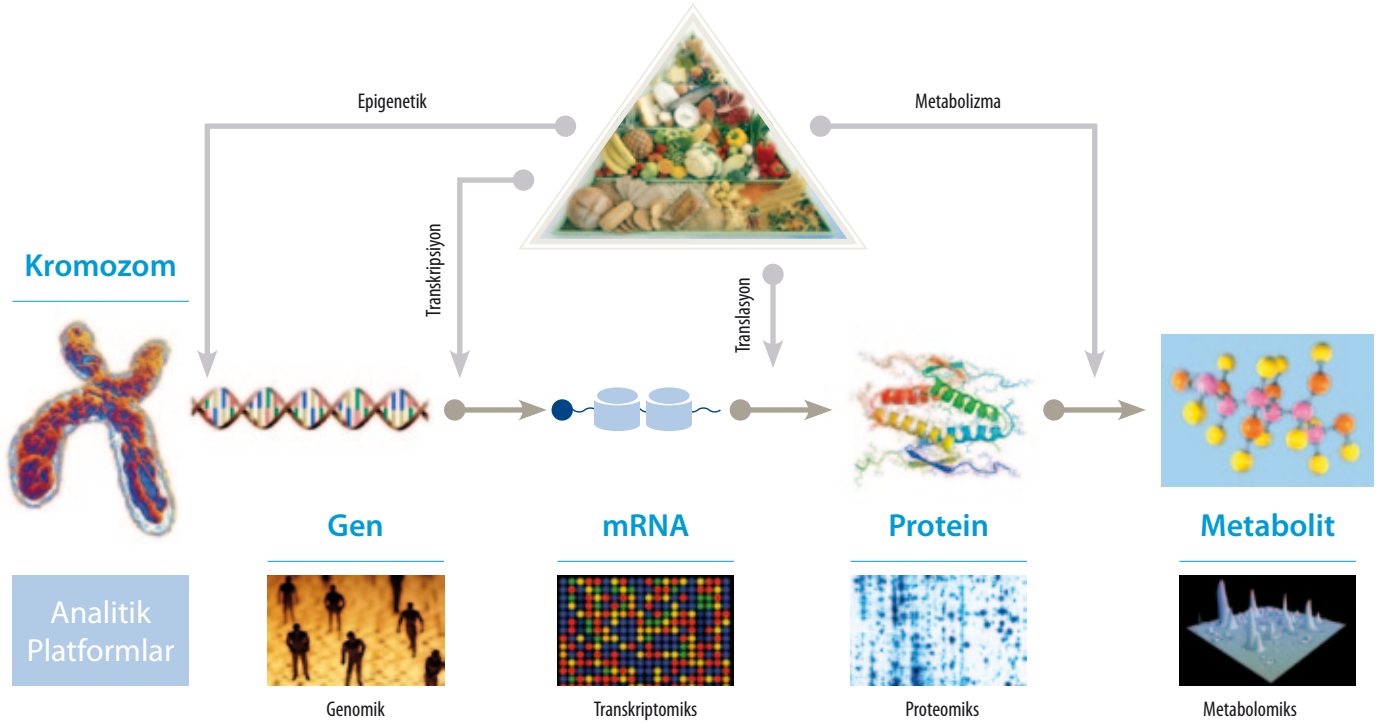 Epigenetik
Metabolizma
Transkripsiyon
Translasyon
Kromozom
Gen
mRNA
Protein
Metabolit
Analitik
Platformlar
Genomik
Transkriptomiks
Proteomiks
Metabolomiks